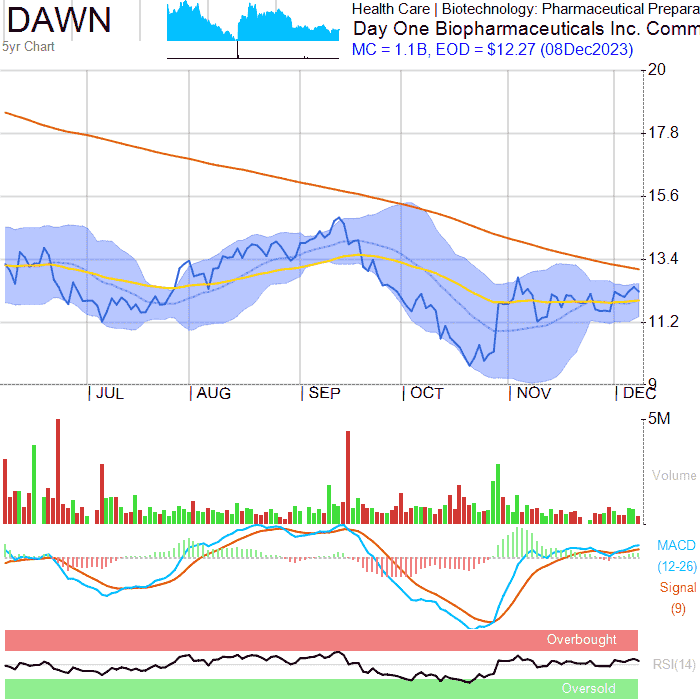 DAWN
5yr Chart
Health Care | Biotechnology: Pharmaceutical Prepara
Day One Biopharmaceuticals Inc. Comm
MC = 1.1B, EOD = $12.27 (08Dec2023)
20
17.8
15.6
13.4
11.2
9
JUL AUG SEP OCT NOV DEC
5M
Volume
MACD
(12-26)
Signal
(9)
Overbought
RSI(14)
Oversold